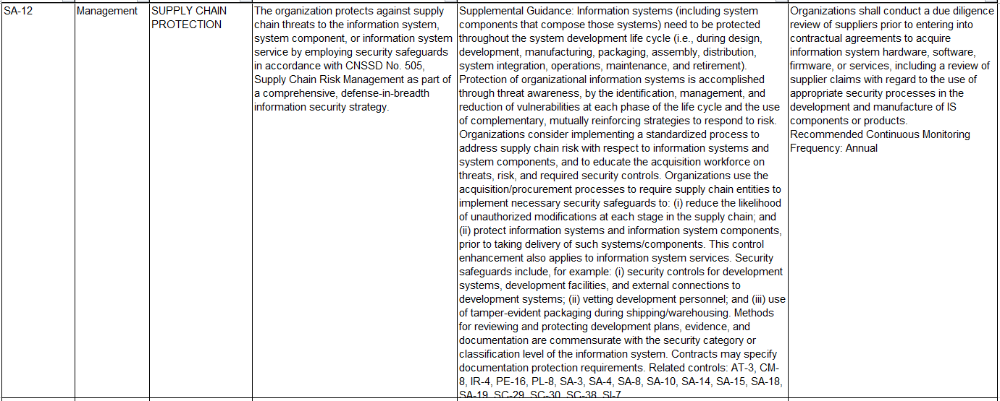 SA-12
Management
SUPPLY CHAIN
PROTECTION
The organization protects against supply
chain threats to the information system,
system component, or information system
service by employing security safeguards
in accordance with CNSSD No. 505,
Supply Chain Risk Management as part of
a comprehensive, defense-in-breadth
information security strategy.
Supplemental Guidance: Information systems (including system
components that compose those systems) need to be protected
throughout the system development life cycle (i.e., during design,
development, manufacturing, packaging, assembly, distribution,
system integration, operations, maintenance, and retirement).
Protection of organizational information systems is accomplished
through threat awareness, by the identification, management, and
reduction of vulnerabilities at each phase of the life cycle and the use
of complementary, mutually reinforcing strategies to respond to risk.
Organizations consider implementing a standardized process to
address supply chain risk with respect to information systems and
system components, and to educate the acquisition workforce on
threats, risk, and required security controls. Organizations use the
acquisition/procurement processes to require supply chain entities to
implement necessary security safeguards to: (i) reduce the likelihood
of unauthorized modifications at each stage in the supply chain; and
(ii) protect information systems and information system components,
prior to taking delivery of such systems/components. This control
enhancement also applies to information system services. Security
safeguards include, for example: (i) security controls for development
systems, development facilities, and external connections to
development systems; (ii) vetting development personnel; and (iii) use
of tamper-evident packaging during shipping/warehousing. Methods
for reviewing and protecting development plans, evidence, and
documentation are commensurate with the security category or
classification level of the information system. Contracts may specify
documentation protection requirements. Related controls: AT-3, CM-
8, IR-4, PE-16, PL-8, SA-3, SA-4, SA-8, SA-10, SA-14, SA-15, SA-18,
SA-19, SC-29, SC-30, SC-38, SI-7
Organizations shall conduct a due diligence
review of suppliers prior to entering into
contractual agreements to acquire
information system hardware, software,
firmware, or services, including a review of
supplier claims with regard to the use of
appropriate security processes in the
development and manufacture of IS
components or products.
Recommended Continuous Monitoring
Frequency: Annual